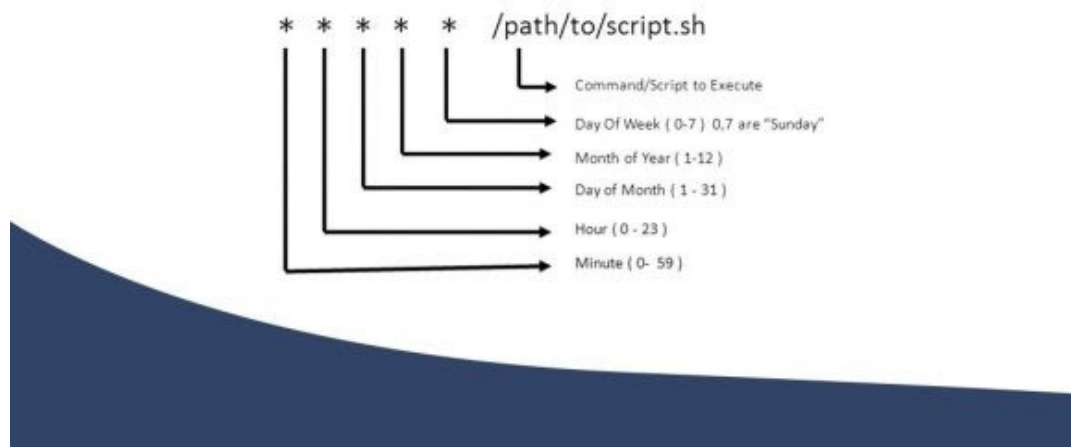 * * * * * /path/to/script.sh
Command/Script to Execute
Day Of Week ( 0-7 ) 0,7 are "Sunday"
Month of Year ( 1-12 )
Day of Month ( 1 - 31 )
Hour ( 0 - 23 )
Minute ( 0- 59 )